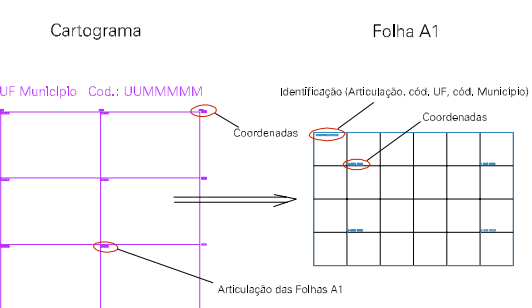 Cartograma
Folha A1
UF Município Cod.: UUMMMMM
Identificação (Articulação, cód. UF, cód. Município)
Coordenadas
Coordenadas
Articulação das Folhas A1